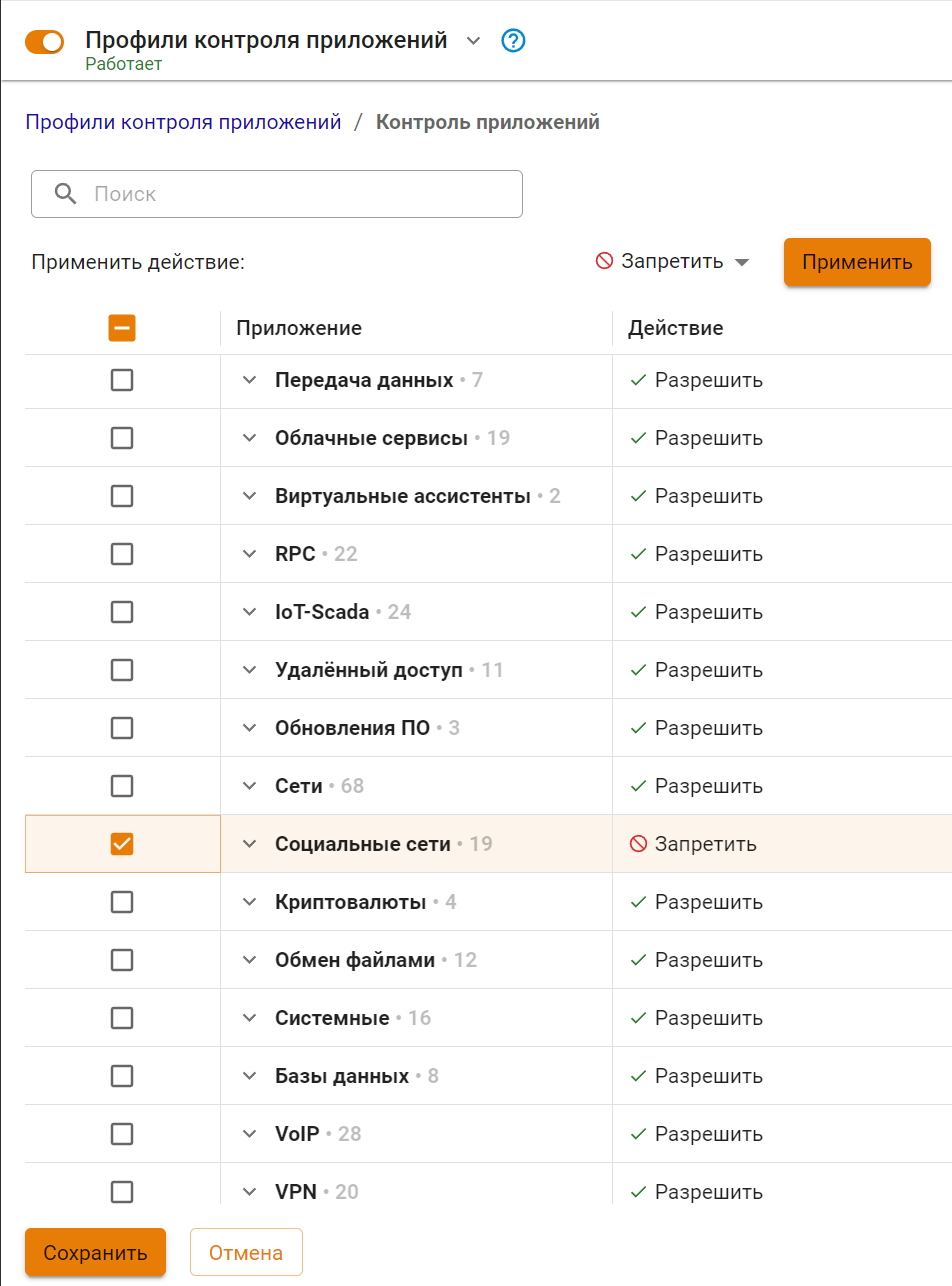 Профили контроля приложений
Работает
Профили контроля приложений / Контроль приложений
Поиск
Применить действие: Запретить Применить
Приложение Действие
Передача данных • 7 Разрешить
Облачные сервисы • 19 Разрешить
Виртуальные ассистенты • 2 Разрешить
RPC • 22 Разрешить
IoT-Scada • 24 Разрешить
Удалённый доступ • 11 Разрешить
Обновления ПО • 3 Разрешить
Сети • 68 Разрешить
Социальные сети • 19 Запретить
Криптовалюты • 4 Разрешить
Обмен файлами • 12 Разрешить
Системные • 16 Разрешить
Базы данных • 8 Разрешить
VoIP • 28 Разрешить
VPN • 20 Разрешить
Сохранить Отмена